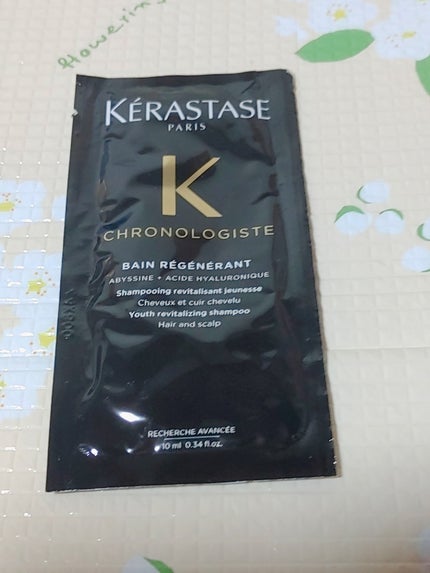 Howering
KÉRASTASE
PARIS
K
CHRONOLOGISTE
BAIN RÉGÉNÉRANT
ABYSSINE + ACIDE HYALURONIQUE
Shampooing revitalisant jeunesse
Cheveux et cuir chevelu
Youth revitalizing shampoo
Hair and scalp
RECHERCHE AVANCÉE
10 ml 0.34 fl.oz.